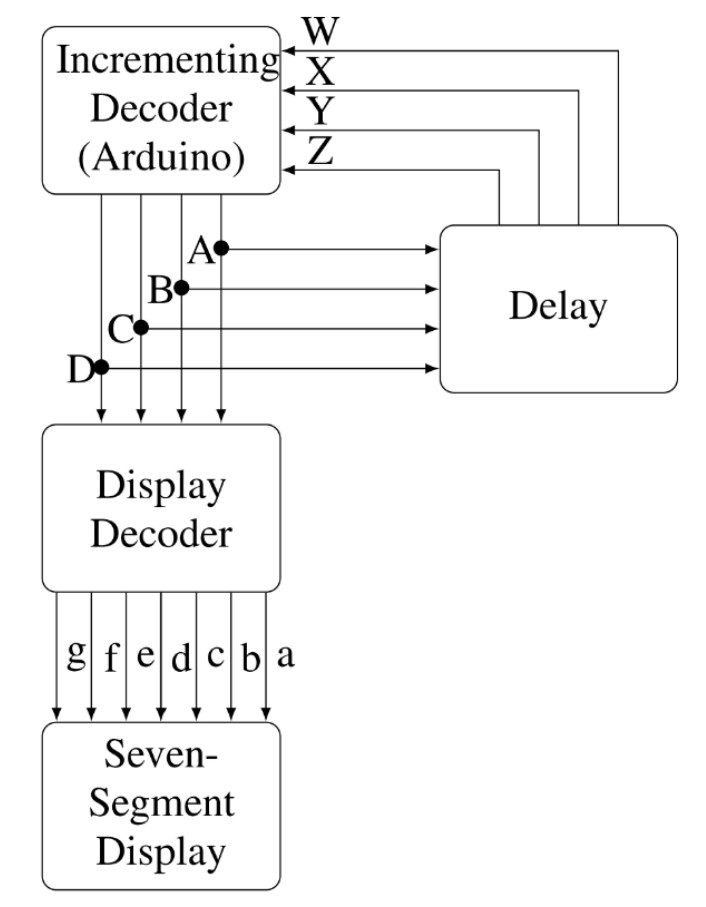 W
Incrementing
X
Decoder
Y
(Arduino)
Z
A
B
Delay
C
D
Display
Decoder
g f e d c b a
Seven-
Segment
Display